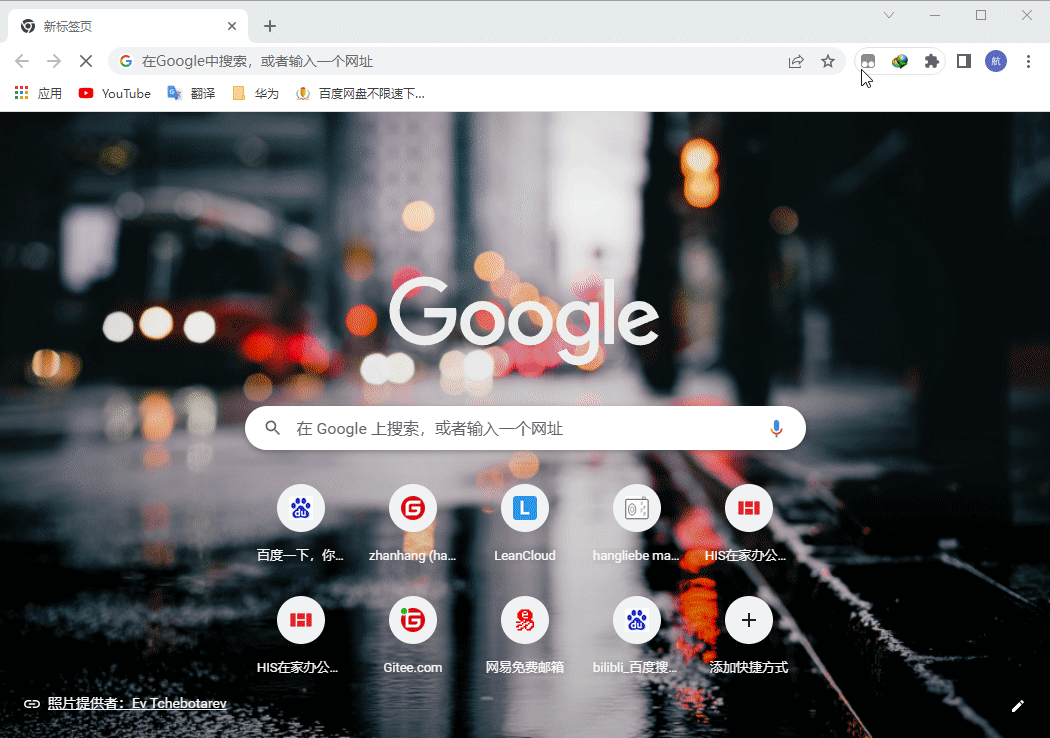 新标签页
在Google中搜索，或者输入一个网址
航
应用
YouTube
翻译
华为
百度网盘不限速下...
Google
在 Google 上搜索，或者输入一个网址
百度一下，你...
zhanhang (ha...
LeanCloud
hangliebe ma...
HIS在家办公...
HIS在家办公...
Gitee.com
网易免费邮箱
bilibli_百度搜...
添加快捷方式
照片提供者：Ev Tchebotarev